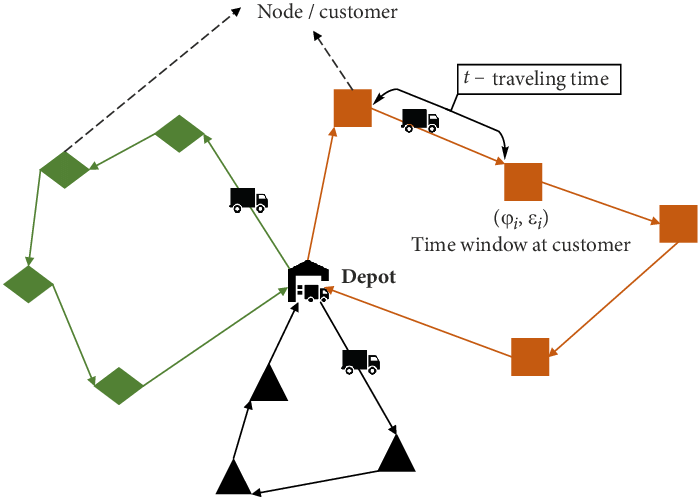 Node / customer
t – traveling time
(φi, εi)
Time window at customer
Depot